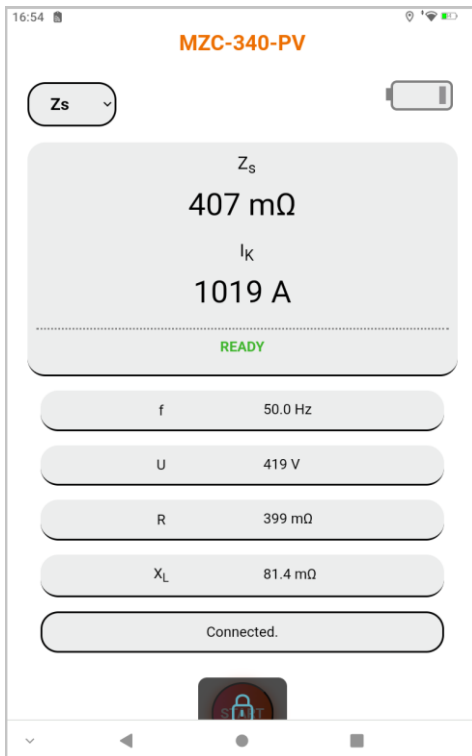 16:54
MZC-340-PV
Zs
Zs
407 mΩ
IK
1019 A
READY
f 50.0 Hz
U 419 V
R 399 mΩ
XL 81.4 mΩ
Connected.
START